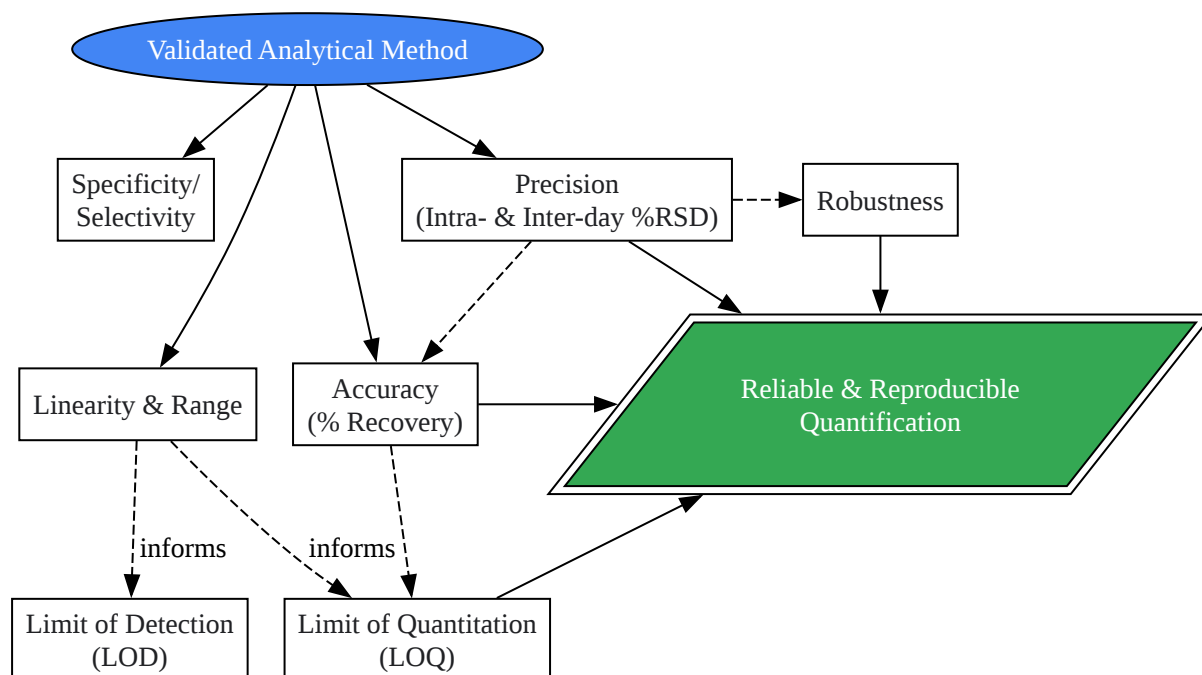 Validated Analytical Method
Specificity/
Selectivity
Precision
(Intra- & Inter-day %RSD)
Robustness
Linearity & Range
Accuracy
(% Recovery)
Reliable & Reproducible
Quantification
informs
informs
Limit of Detection
(LOD)
Limit of Quantitation
(LOQ)